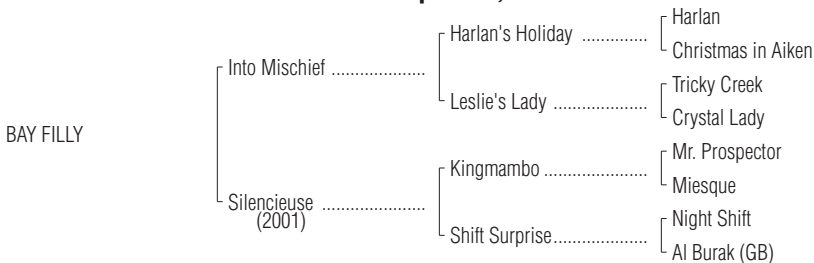 BAY FILLY
Into Mischief .....................
Silencieuse .......................
(2001)
Harlan's Holiday ..............
Leslie's Lady ....................
Kingmambo ......................
Shift Surprise....................
Harlan
Christmas in Aiken
Tricky Creek
Crystal Lady
Mr. Prospector
Miesque
Night Shift
Al Burak (GB)